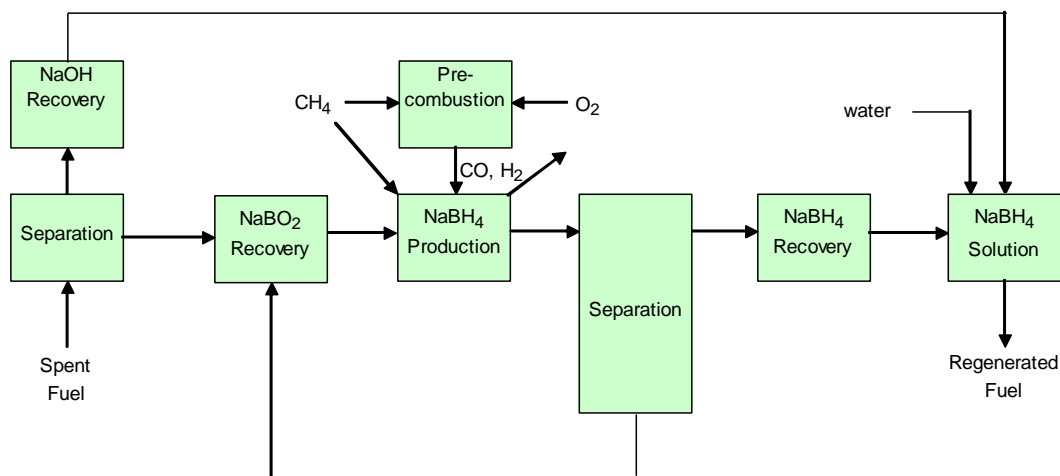 NaOH
Recovery
Pre-
combustion
CH4
O2
water
CO, H2
Separation
NaBO2
Recovery
NaBH4
Production
Separation
NaBH4
Recovery
NaBH4
Solution
Spent
Fuel
Regenerated
Fuel